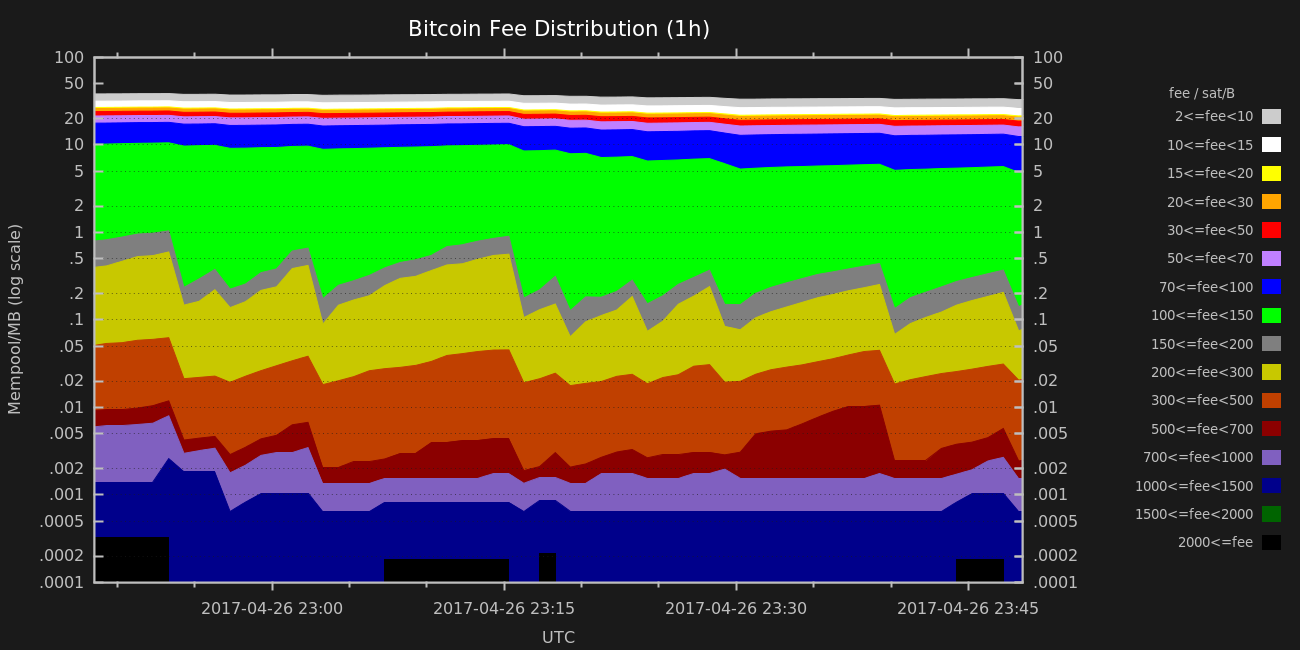 Bitcoin Fee Distribution (1h)
Mempool/MB (log scale)
100
50
20
10
5
2
1
.5
.2
.1
.05
.02
.01
.005
.002
.001
.0005
.0002
.0001
100
50
20
10
5
2
1
.5
.2
.1
.05
.02
.01
.005
.002
.001
.0005
.0002
.0001
2017-04-26 23:00
2017-04-26 23:15
2017-04-26 23:30
2017-04-26 23:45
UTC
fee / sat/B
2<=fee<10
10<=fee<15
15<=fee<20
20<=fee<30
30<=fee<50
50<=fee<70
70<=fee<100
100<=fee<150
150<=fee<200
200<=fee<300
300<=fee<500
500<=fee<700
700<=fee<1000
1000<=fee<1500
1500<=fee<2000
2000<=fee